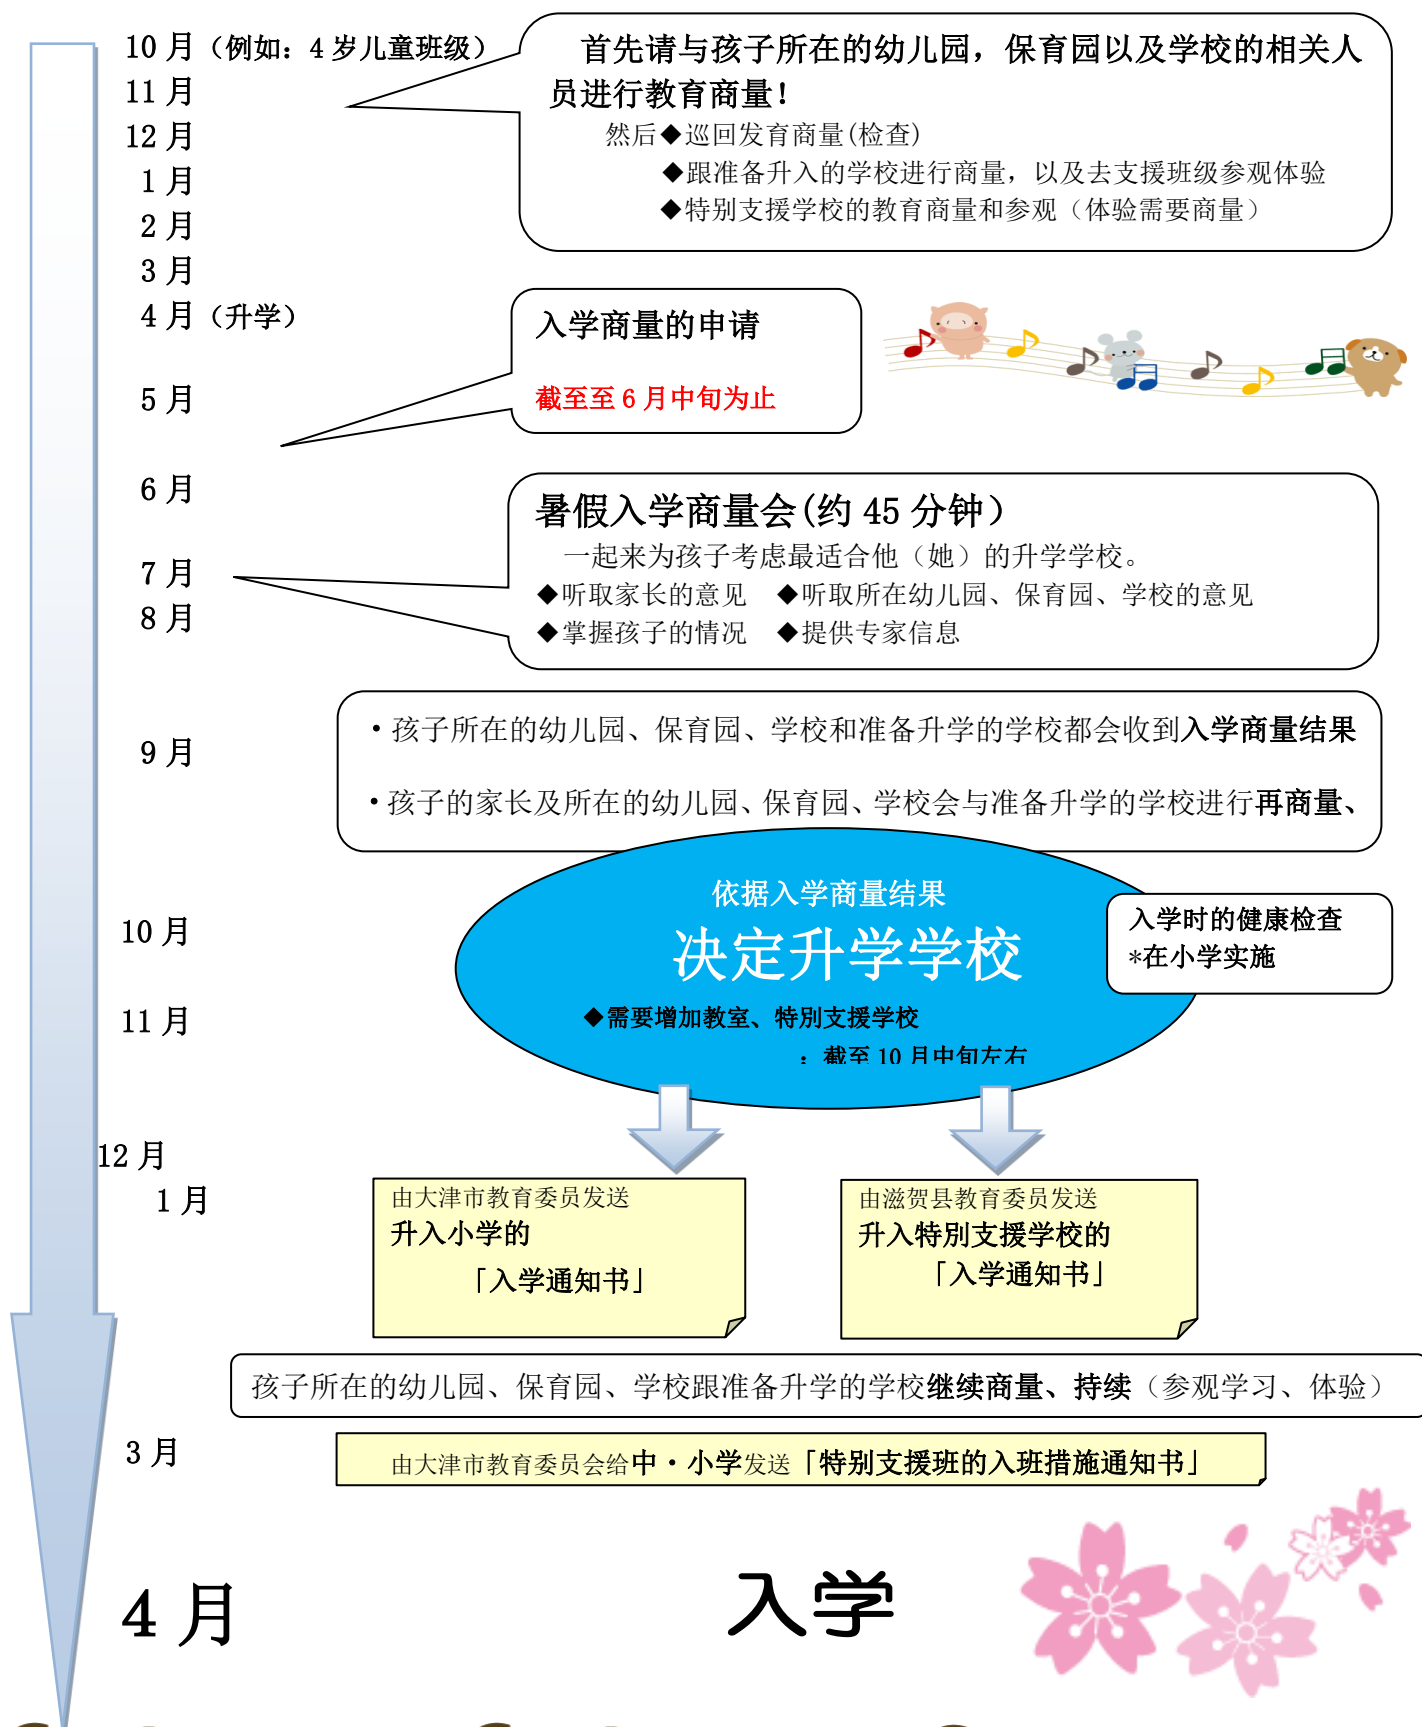 10月（例如：4岁儿童班级）
首先请与孩子所在的幼儿园，保育园以及学校的相关人
员进行教育商量！
然后◆巡回发育商量(检查)
◆跟准备升入的学校进行商量，以及去支援班级参观体验
◆特别支援学校的教育商量和参观（体验需要商量）
11月
12月
1月
2月
3月
4月（升学）
入学商量的申请
截至至6月中旬为止
5月
6月
暑假入学商量会(约45分钟）
一起来为孩子考虑最适合他（她）的升学学校。
◆听取家长的意见　◆听取所在幼儿园、保育园、学校的意见
◆掌握孩子的情况　◆提供专家信息
7月
8月
9月
・孩子所在的幼儿园、保育园、学校和准备升学的学校都会收到入学商量结果
・孩子的家长及所在的幼儿园、保育园、学校会与准备升学的学校进行再商量、
依据入学商量结果
决定升学学校
◆需要增加教室、特別支援学校
：截至10月中旬左右
入学时的健康检查
*在小学实施
10月
11月
12月
1月
由大津市教育委员发送
升入小学的
「入学通知书」
由滋贺县教育委员发送
升入特別支援学校的
「入学通知书」
孩子所在的幼儿园、保育园、学校跟准备升学的学校继续商量、持续（参观学习、体验）
3月
由大津市教育委员会给中・小学发送「特别支援班的入班措施通知书」
4月
入学